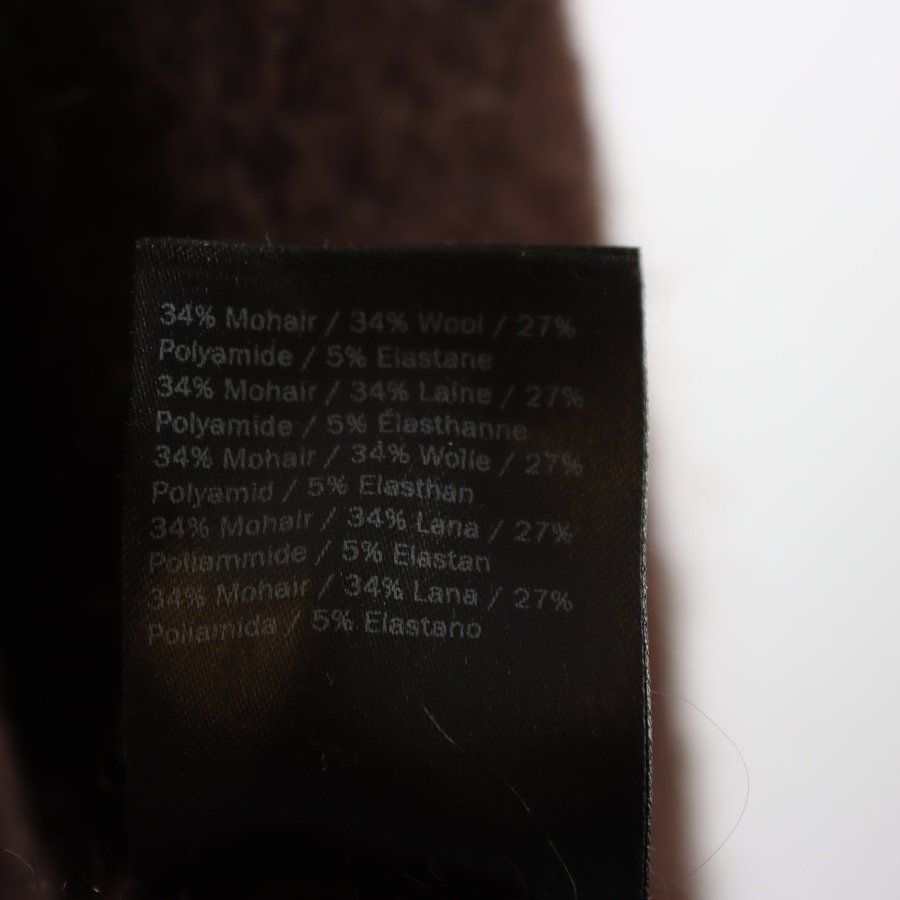 34% Mohair / 34% Wool / 27%
Polyamide / 5% Elastane
34% Mohair / 34% Laine / 27%
Polyamide / 5% Élasthanne
34% Mohair / 34% Wolle / 27%
Polyamid / 5% Elasthan
34% Mohair / 34% Lana / 27%
Poliammide / 5% Elastan
34% Mohair / 34% Lana / 27%
Poliamida / 5% Elastano